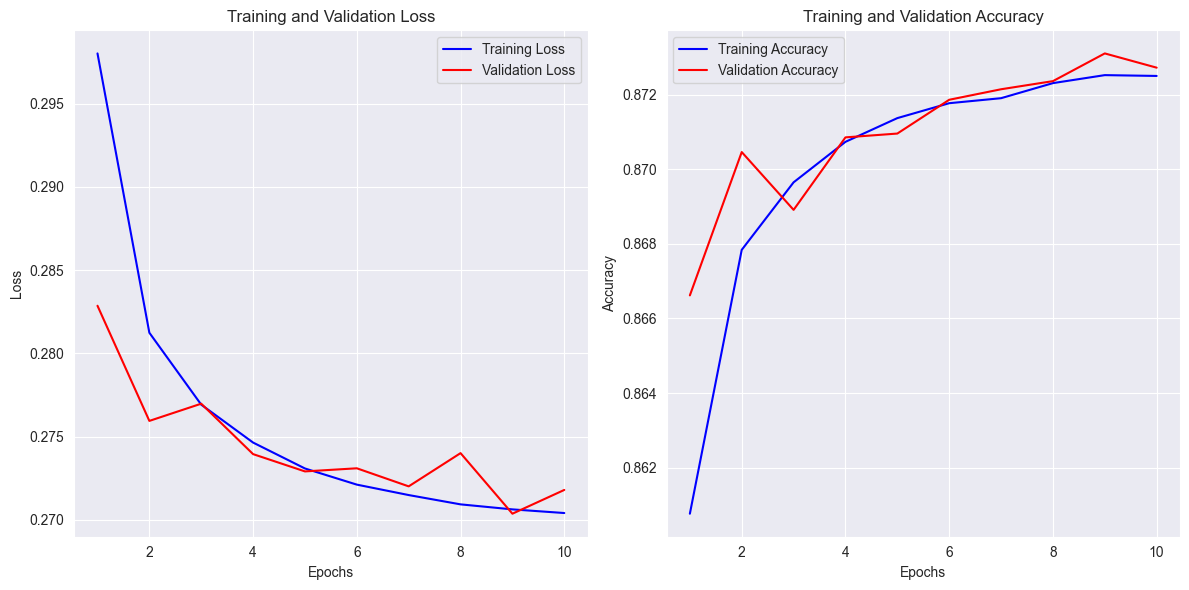 Training and Validation Loss
Training Loss
Validation Loss
0.295
0.290
0.285
0.280
0.275
0.270
Loss
2
4
6
8
10
Epochs
Training and Validation Accuracy
Training Accuracy
Validation Accuracy
0.872
0.870
0.868
0.866
0.864
0.862
Accuracy
2
4
6
8
10
Epochs